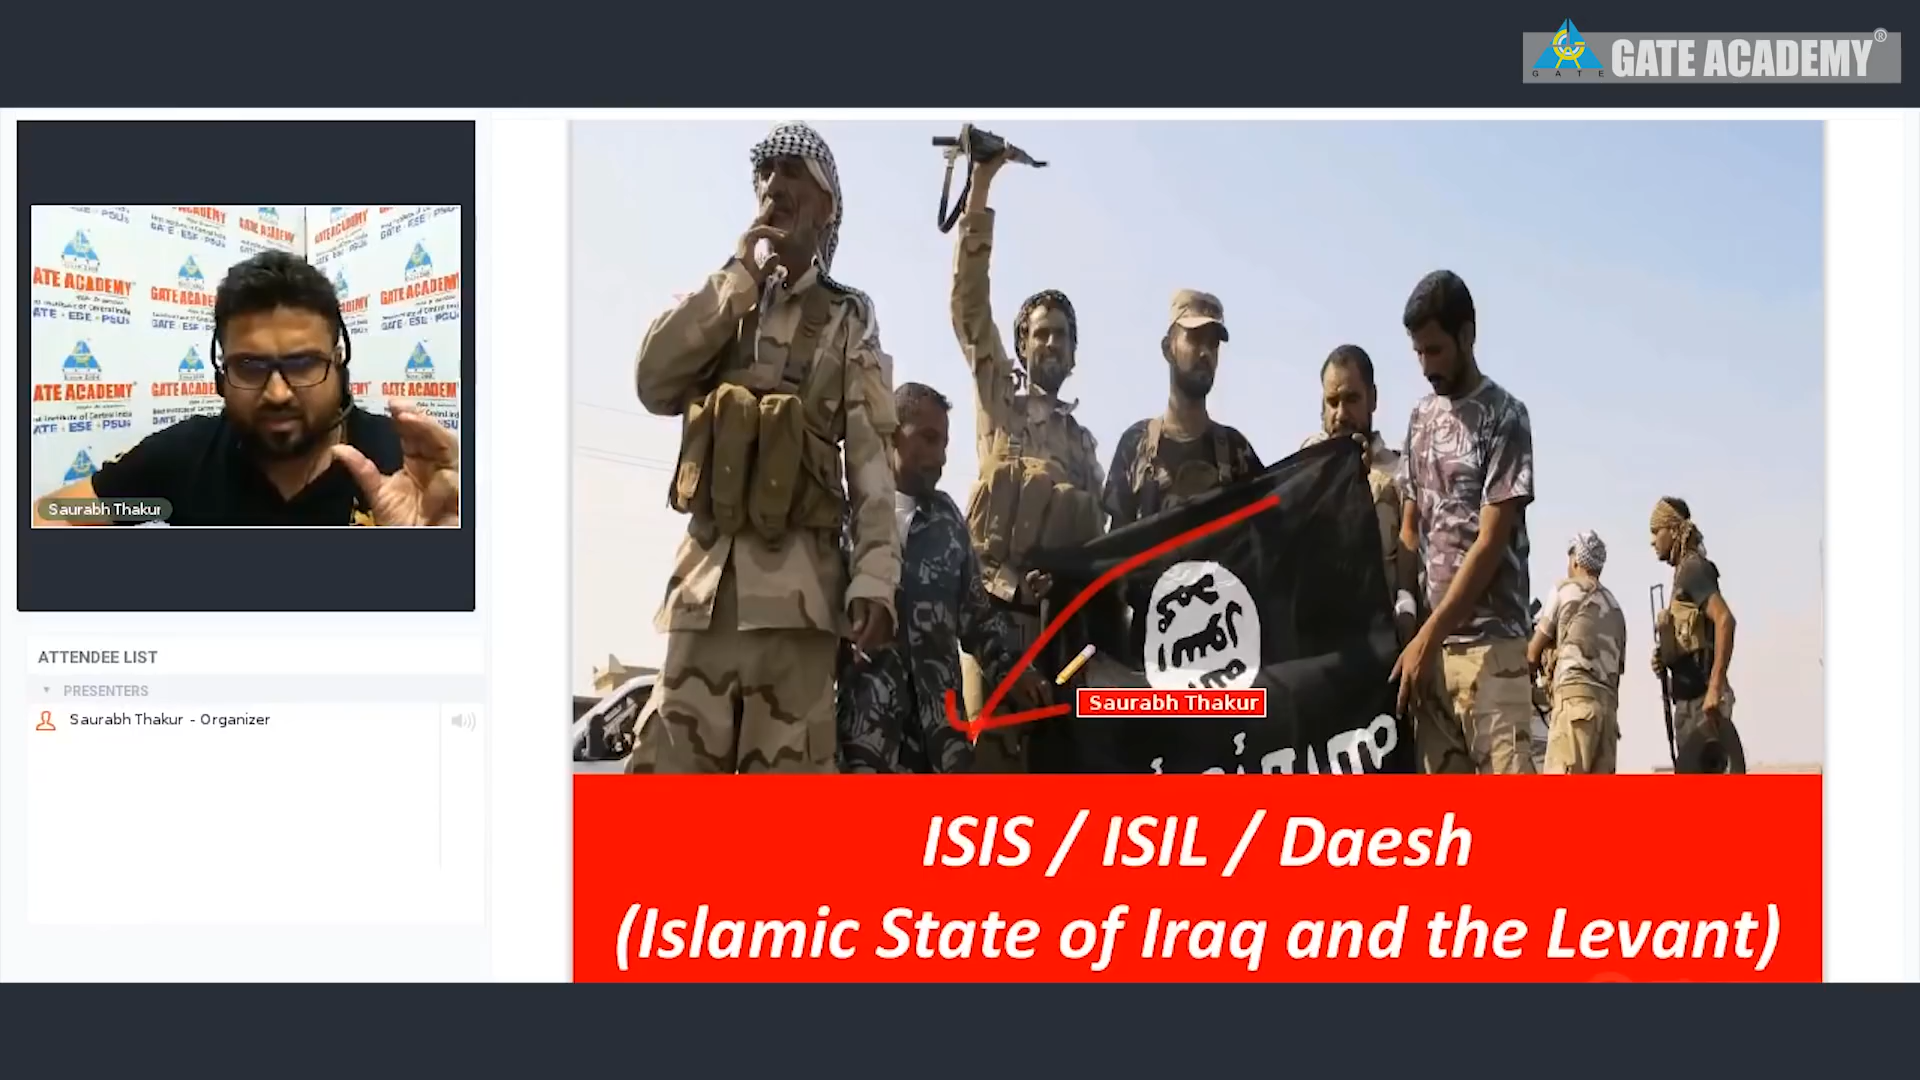 GATE ACADEMY®
GATE
Saurabh Thakur
ATTENDEE LIST
PRESENTERS
Saurabh Thakur - Organizer
Saurabh Thakur
ISIS / ISIL / Daesh
(Islamic State of Iraq and the Levant)